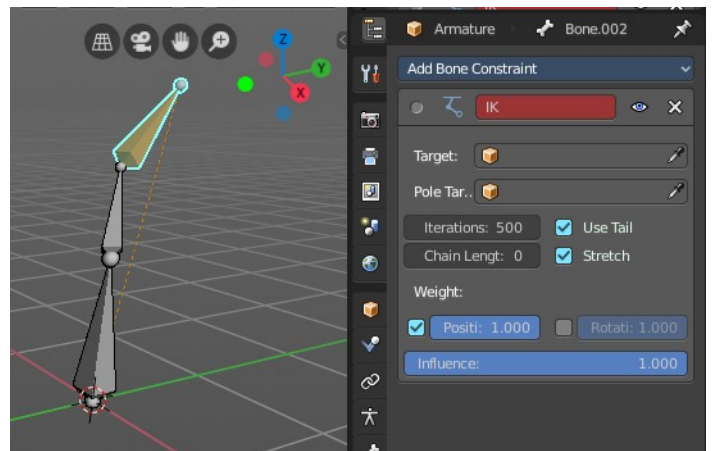 Z
Y
X
Armature Bone.002
Add Bone Constraint
IK
Target:
Pole Tar..
Iterations: 500 Use Tail
Chain Lengt: 0 Stretch
Weight:
Positi: 1.000 Rotati: 1.000
Influence: 1.000